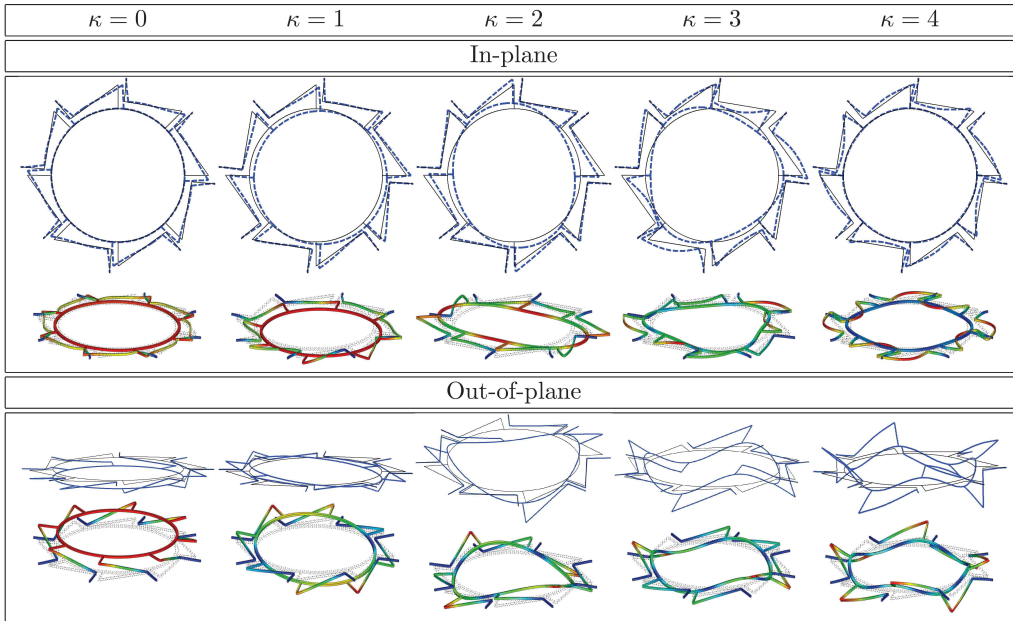 κ = 0 κ = 1 κ = 2 κ = 3 κ = 4
In-plane
Out-of-plane